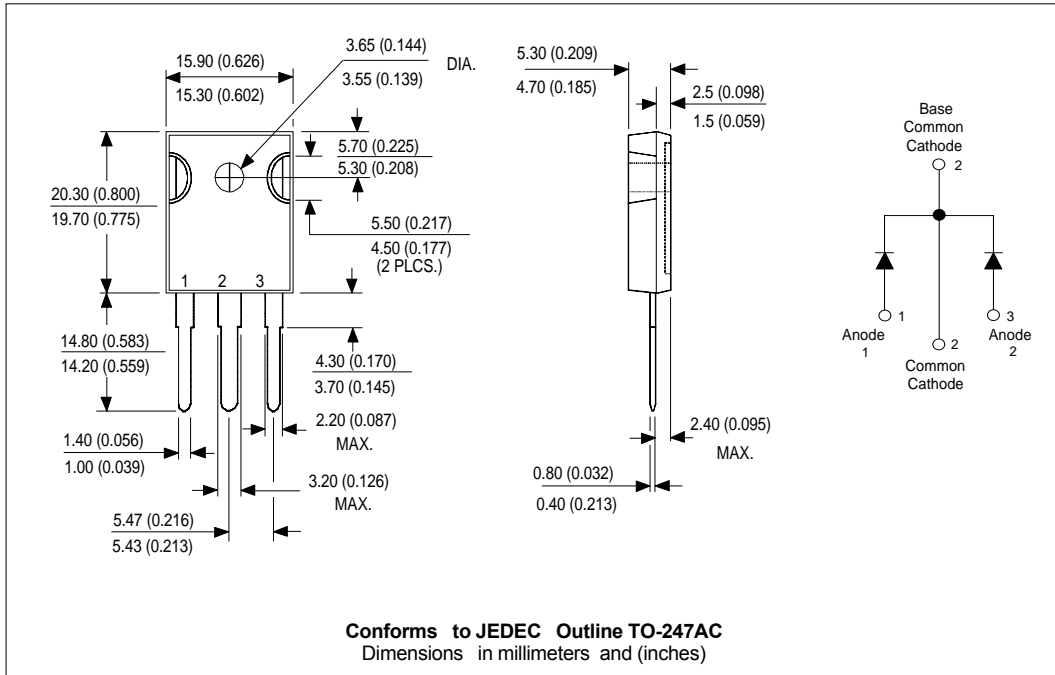 15.90 (0.626)
15.30 (0.602)
3.65 (0.144)
3.55 (0.139)
DIA.
5.70 (0.225)
5.30 (0.208)
20.30 (0.800)
19.70 (0.775)
5.50 (0.217)
4.50 (0.177)
(2 PLCS.)
1 2 3
14.80 (0.583)
14.20 (0.559)
4.30 (0.170)
3.70 (0.145)
2.20 (0.087)
MAX.
1.40 (0.056)
1.00 (0.039)
3.20 (0.126)
MAX.
5.47 (0.216)
5.43 (0.213)
5.30 (0.209)
4.70 (0.185)
2.5 (0.098)
1.5 (0.059)
2.40 (0.095)
MAX.
0.80 (0.032)
0.40 (0.213)
Base
Common
Cathode
2
1
Anode
1
2
Common
Cathode
3
Anode
2
Conforms to JEDEC Outline TO-247AC
Dimensions in millimeters and (inches)